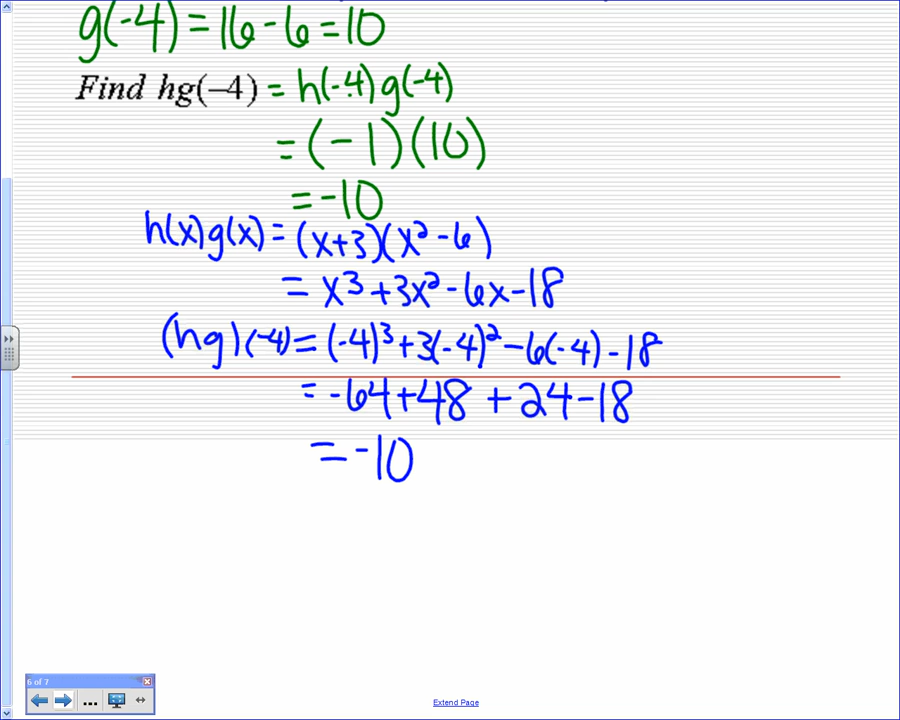 g(-4) = 16 - 6 = 10
Find hg(–4) = h(-4) g(-4)
= (-1)(10)
= -10
h(x)g(x) = (x+3)(x² - 6)
= x³ + 3x² - 6x - 18
(hg)(-4) = (-4)³ + 3(-4)² - 6(-4) - 18
= -64 + 48 + 24 - 18
= -10
6 of 7
...
Extend Page